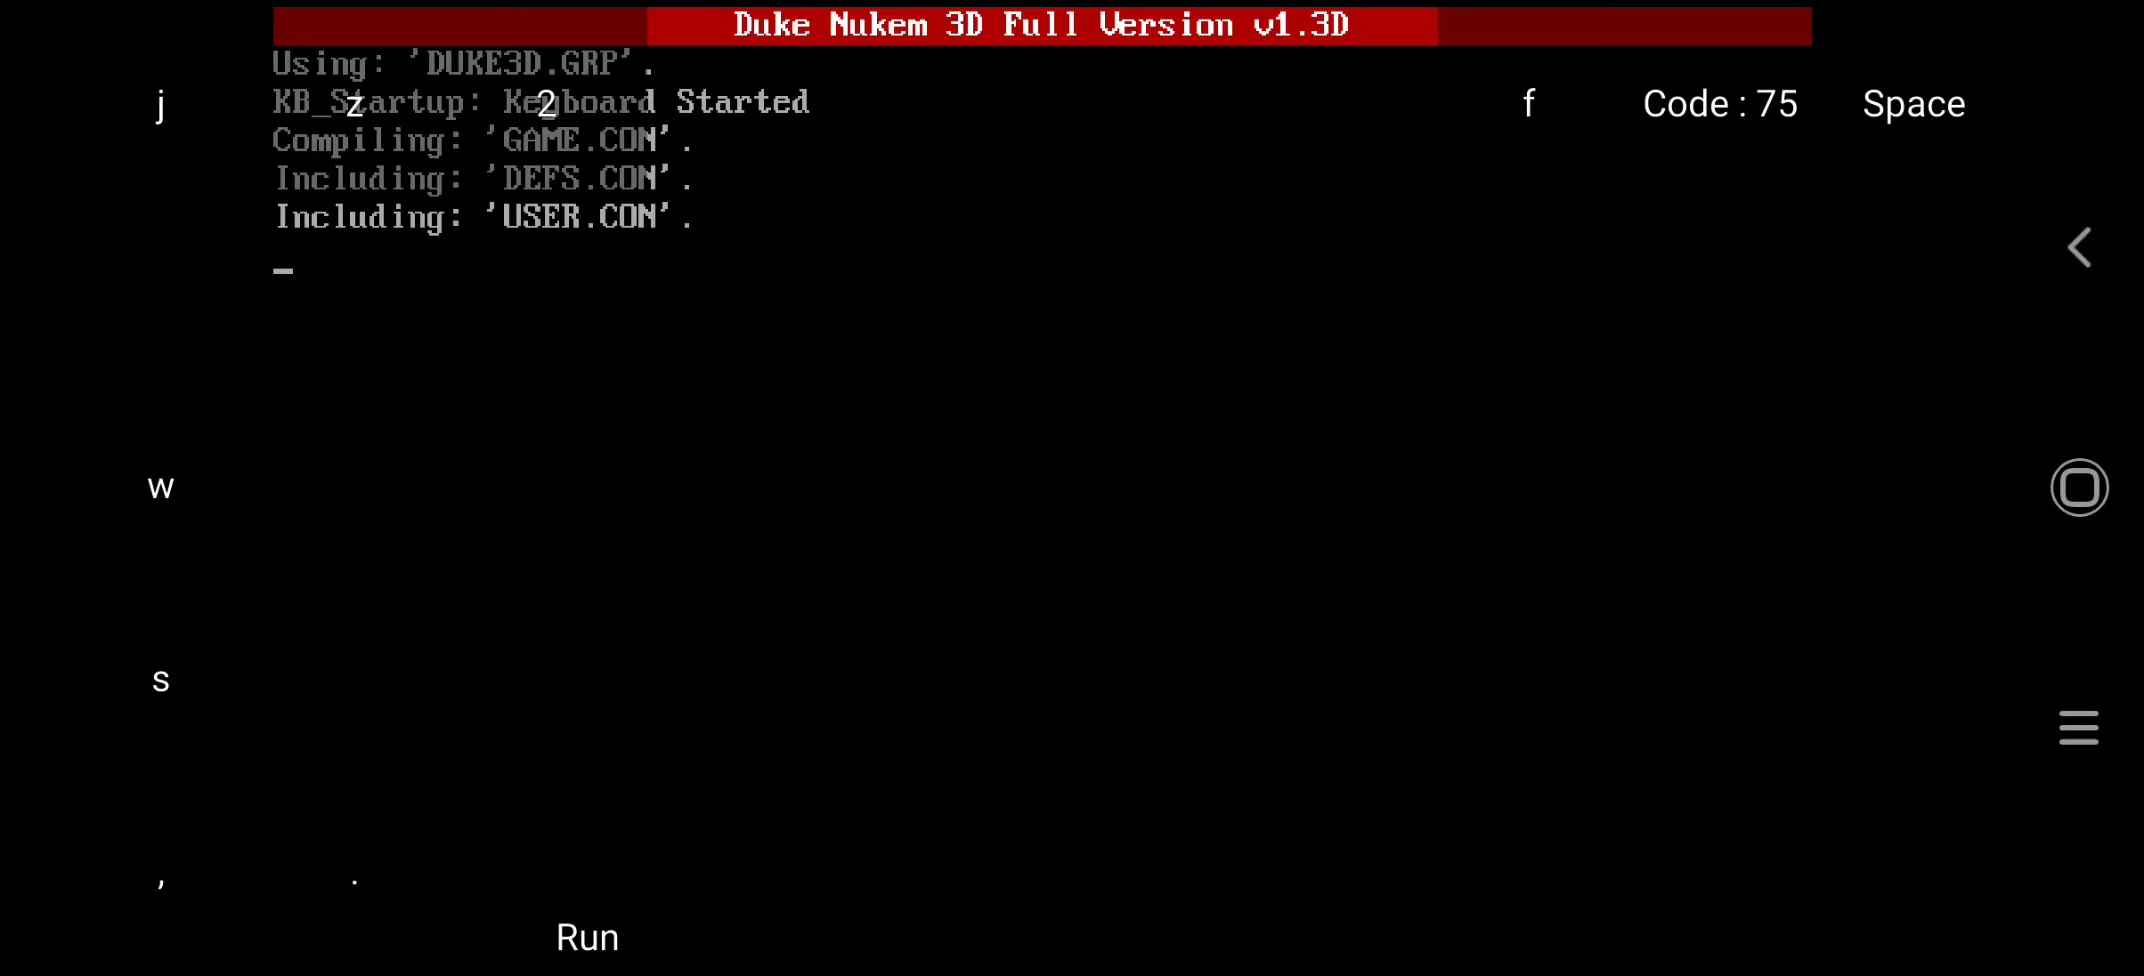 Duke Nukem 3D Full Version v1.3D
Using: 'DUKE3D.GRP'.
KB_Startup: Keyboard Started
j z 2 f Code : 75 Space
Compiling: 'GAME.CON'.
Including: 'DEFS.CON'.
Including: 'USER.CON'.
_
w
s
, .
Run